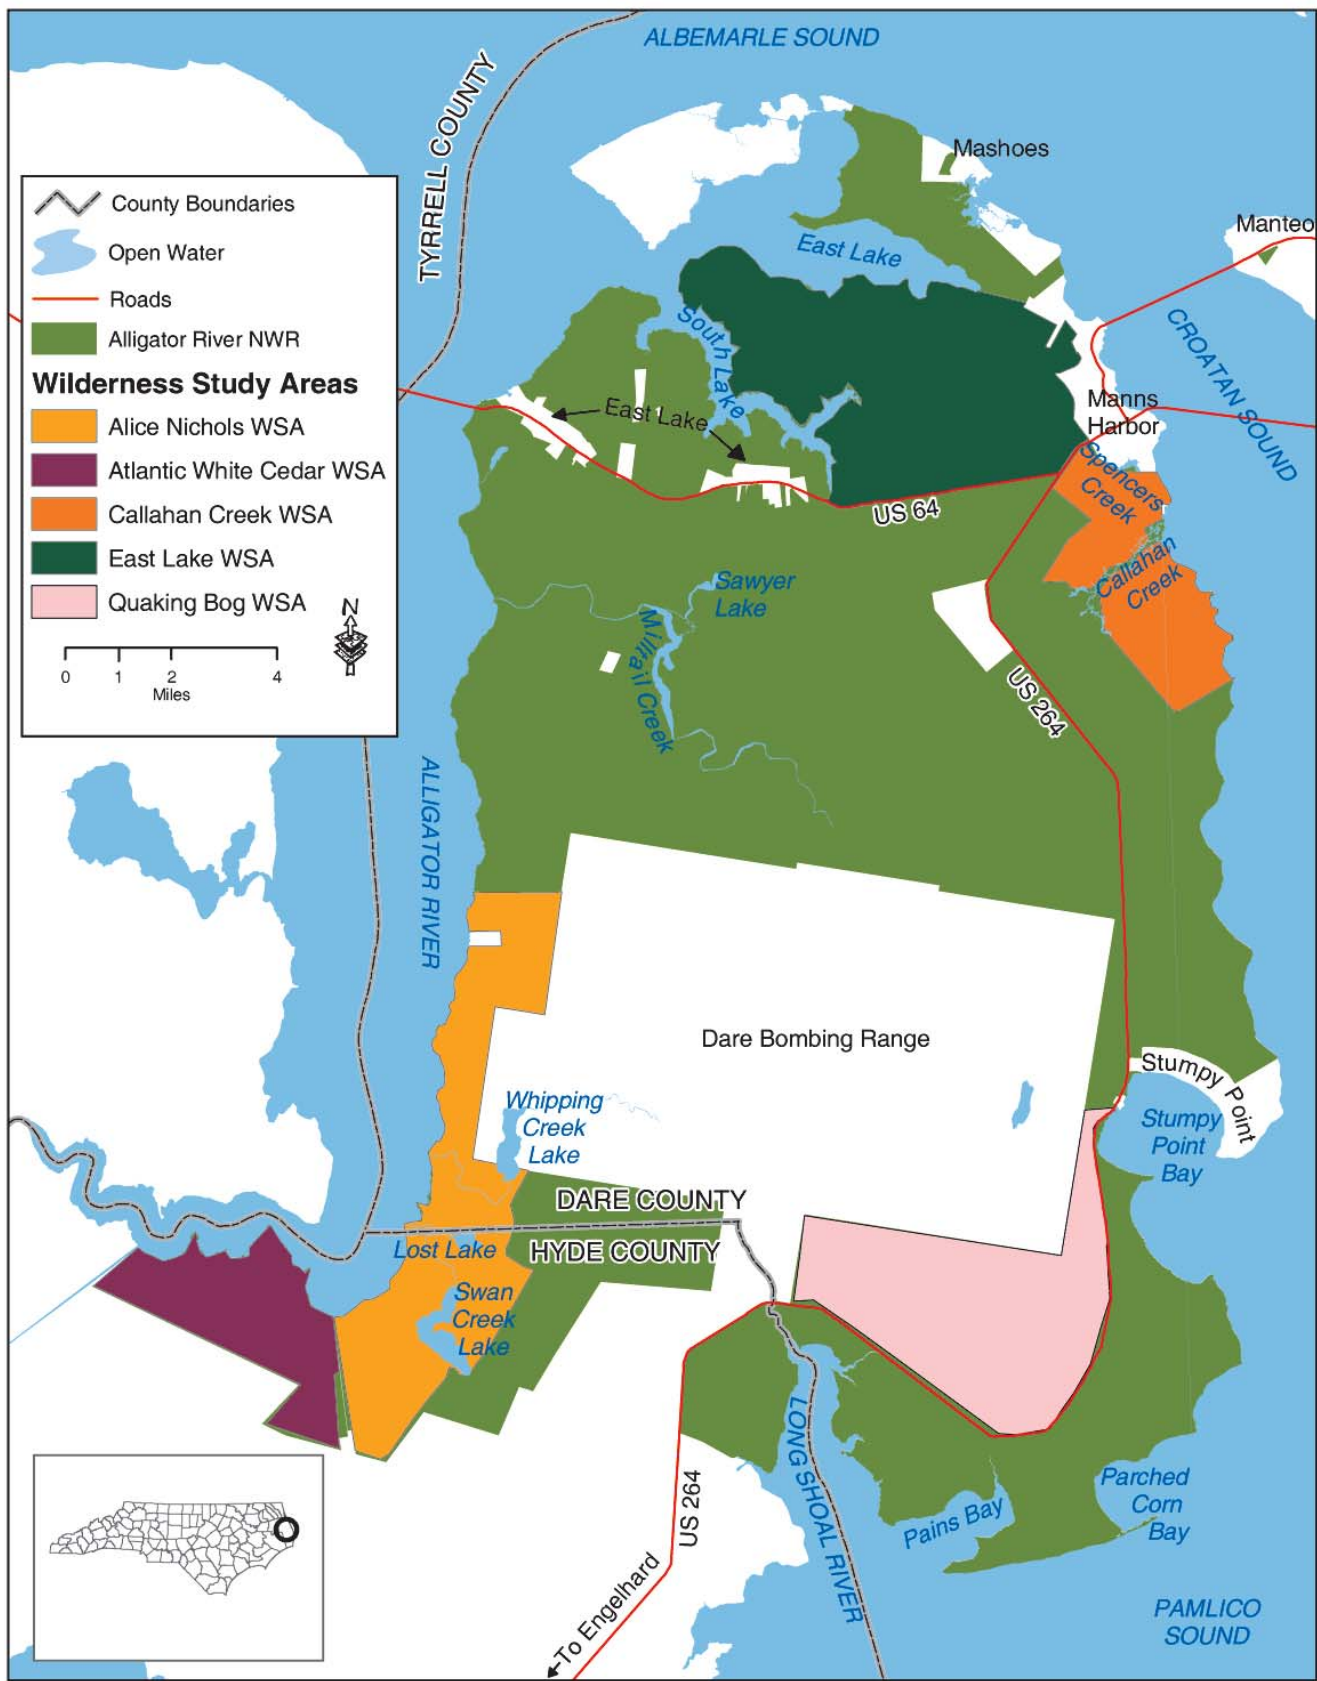 ALBEMARLE SOUND
TYRRELL COUNTY
Mashoes
Manteo
East Lake
County Boundaries
Open Water
Roads
Alligator River NWR
Wilderness Study Areas
Alice Nichols WSA
Atlantic White Cedar WSA
Callahan Creek WSA
East Lake WSA
Quaking Bog WSA
N
0 1 2 4
Miles
South Lake
CROATAN SOUND
East Lake
Manns
Harbor
Spencers
Creek
US 64
Callahan
Creek
Sawyer
Lake
Milltail Creek
US 264
ALLIGATOR RIVER
Dare Bombing Range
Stumpy Point
Stumpy
Point
Bay
Whipping
Creek
Lake
DARE COUNTY
HYDE COUNTY
Lost Lake
Swan
Creek
Lake
LONG SHOAL RIVER
US 264
Pains Bay
Parched
Corn
Bay
To Engelhard
PAMLICO
SOUND